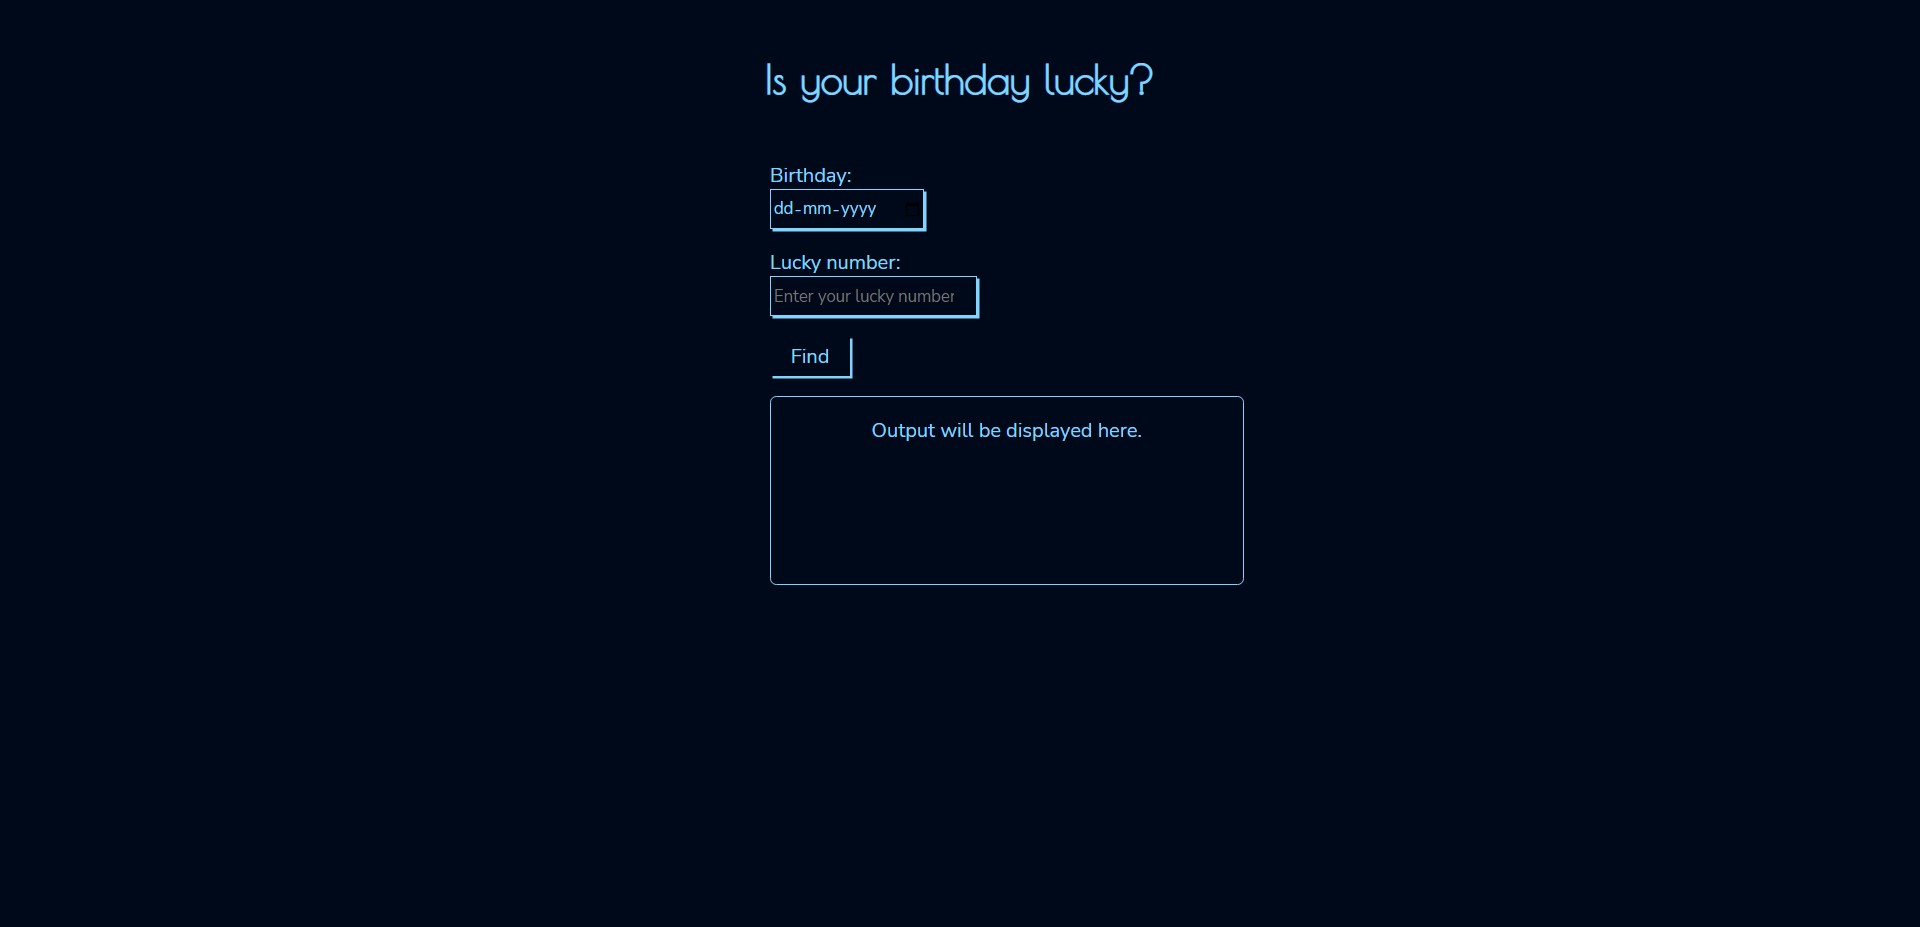 Is your birthday lucky?
Birthday:
dd-mm-yyyy
Lucky number:
Enter your lucky number
Find
Output will be displayed here.